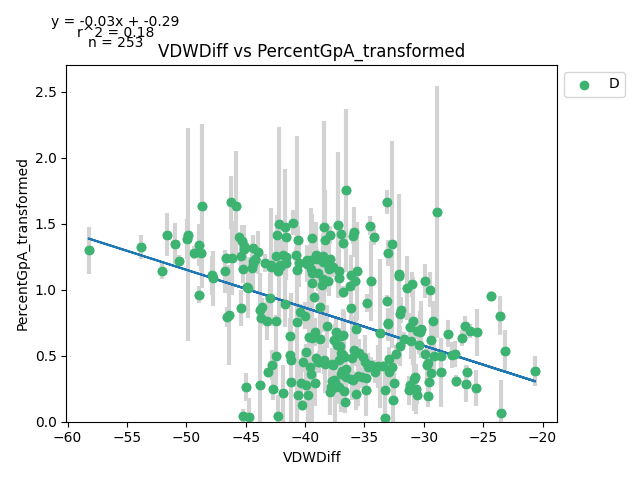 y = -0.03x + -0.29
r^2 = 0.18
n = 253
VDWDiff vs PercentGpA_transformed
D
PercentGpA_transformed
2.5
2.0
1.5
1.0
0.5
0.0
−60 −55 −50 −45 −40 −35 −30 −25 −20
VDWDiff